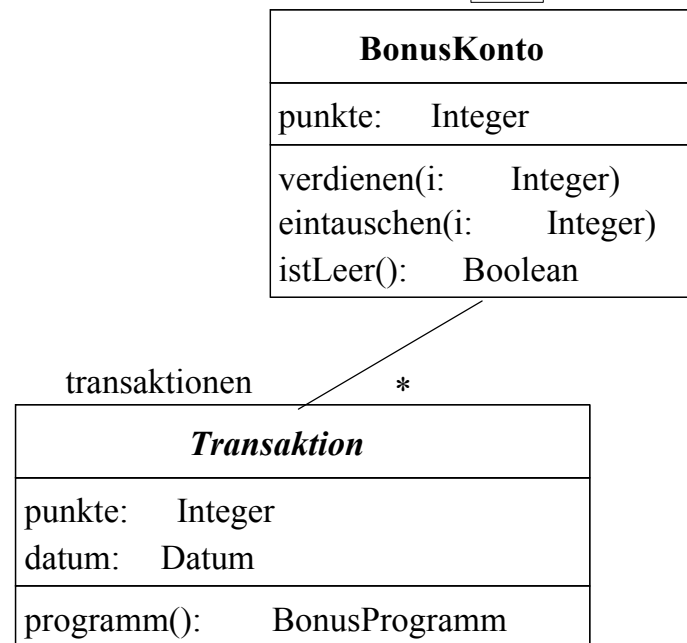 BonusKonto
punkte: Integer
verdienen(i: Integer)
eintauschen(i: Integer)
istLeer(): Boolean
transaktionen *
Transaktion
punkte: Integer
datum: Datum
programm(): BonusProgramm